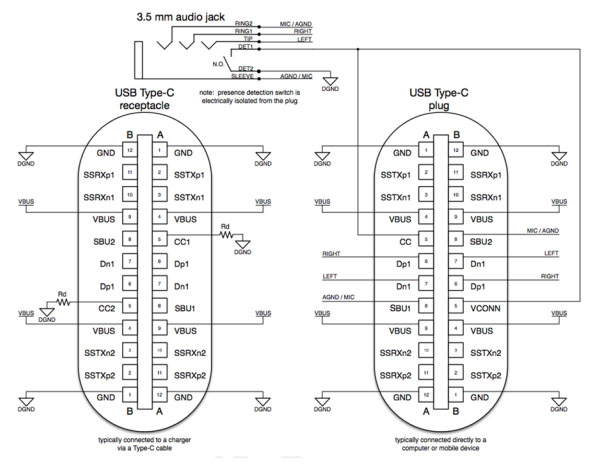 3.5 mm audio jack
RING2 MIC / AGND
RING1 RIGHT
TIP LEFT
DET1
N.O.
DET2
SLEEVE AGND / MIC
DGND
note: presence detection switch is
electrically isolated from the plug
USB Type-C
receptacle
B A
GND 12 1 GND
DGND DGND
SSRXp1 11 2 SSTXp1
SSRXn1 10 3 SSTXn1
VBUS VBUS
VBUS 9 4 VBUS
Rd
SBU2 8 5 CC1
DGND
Dn1 7 6 Dp1
Dp1 6 7 Dn1
Rd
CC2 5 8 SBU1
DGND
VBUS VBUS
VBUS 4 9 VBUS
SSTXn2 3 10 SSRXn2
SSTXp2 2 11 SSRXp2
GND 1 12 GND
DGND DGND
B A
typically connected to a charger
via a Type-C cable
USB Type-C
plug
A B
GND 1 12 GND
DGND DGND
SSTXp1 2 11 SSRXp1
SSTXn1 3 10 SSRXn1
VBUS VBUS
VBUS 4 9 VBUS
MIC / AGND
CC 5 8 SBU2
RIGHT LEFT
Dp1 6 7 Dn1
LEFT RIGHT
Dn1 7 6 Dp1
AGND / MIC
SBU1 8 5 VCONN
VBUS VBUS
VBUS 9 4 VBUS
SSRXn2 10 3 SSTXn2
SSRXp2 11 2 SSTXp2
GND 12 1 GND
DGND DGND
A B
typically connected directly to a
computer or mobile device